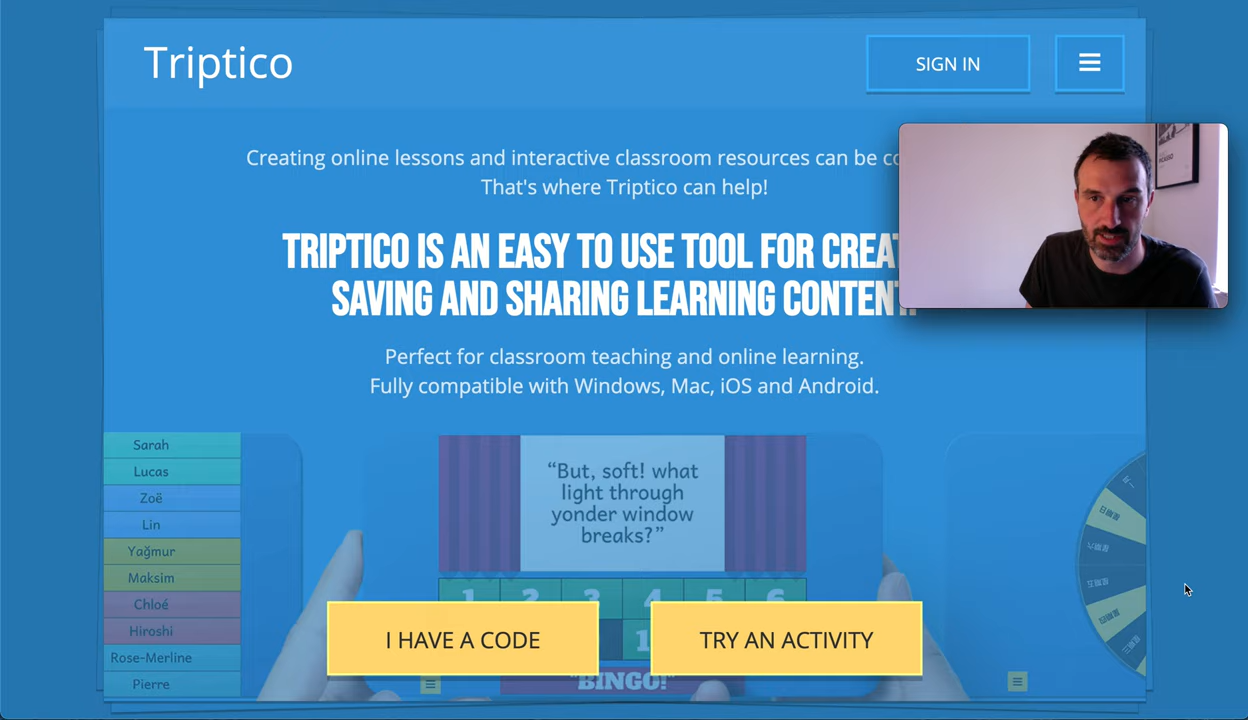 Triptico
SIGN IN
Creating online lessons and interactive classroom resources can be
That's where Triptico can help!
TRIPTICO IS AN EASY TO USE TOOL FOR
SAVING AND SHARING LEARNING CONTENT
Perfect for classroom teaching and online learning.
Fully compatible with Windows, Mac, iOS and Android.
Sarah
Lucas
Zoë
Lin
Yağmur
Maksim
Chloé
Hiroshi
Rose-Merline
Pierre
“But, soft! what
light through
yonder window
breaks?”
1 2 3 4 5 6
I HAVE A CODE
TRY AN ACTIVITY
"BINGO!"
PICASSO